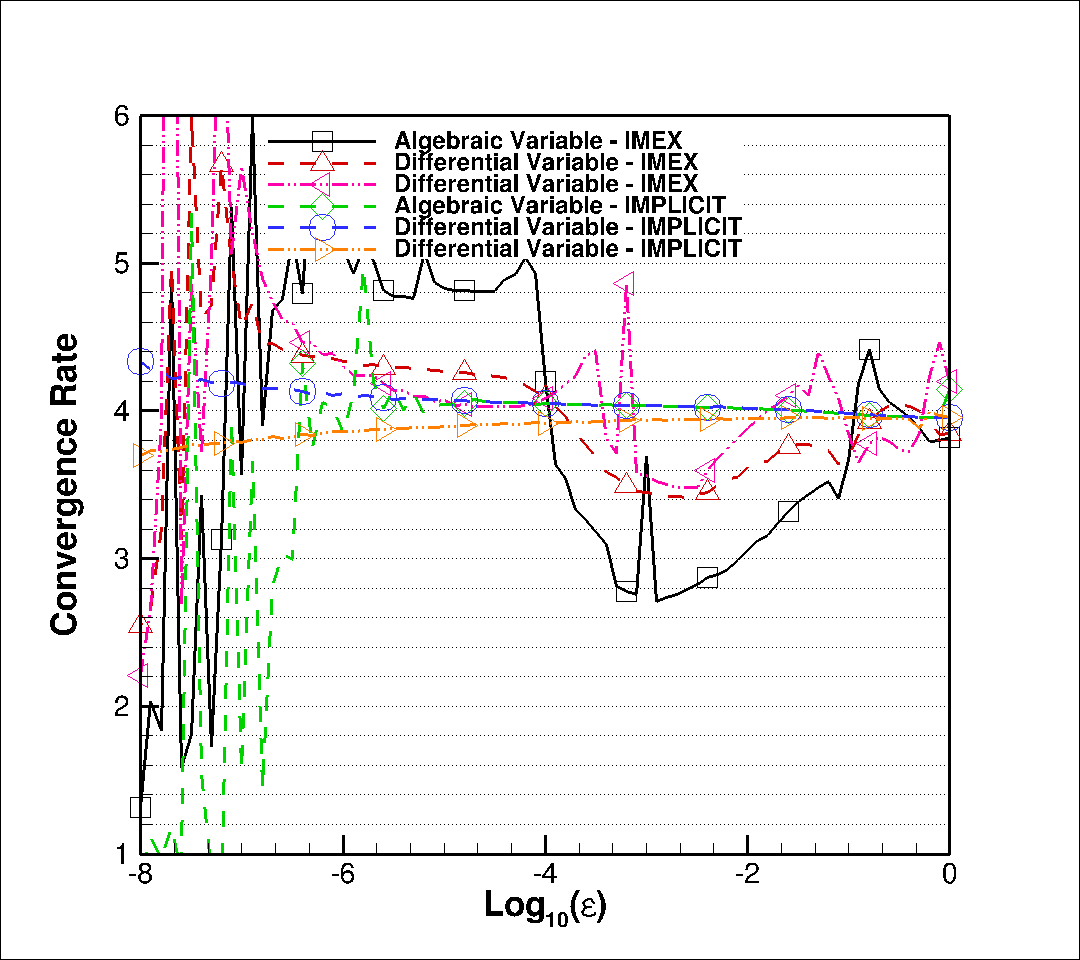 6
5
4
3
2
1
Convergence Rate
Algebraic Variable - IMEX
Differential Variable - IMEX
Differential Variable - IMEX
Algebraic Variable - IMPLICIT
Differential Variable - IMPLICIT
Differential Variable - IMPLICIT
-8 -6 -4 -2 0
Log₁₀(ε)